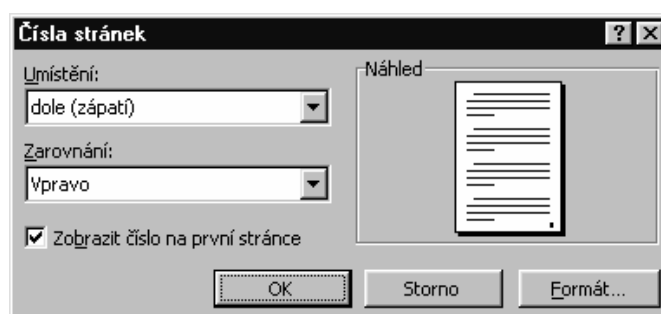 Čísla stránek
Umístění:
dole (zápatí)
Zarovnání:
Vpravo
Zobrazit číslo na první stránce
Náhled
OK
Storno
Formát...